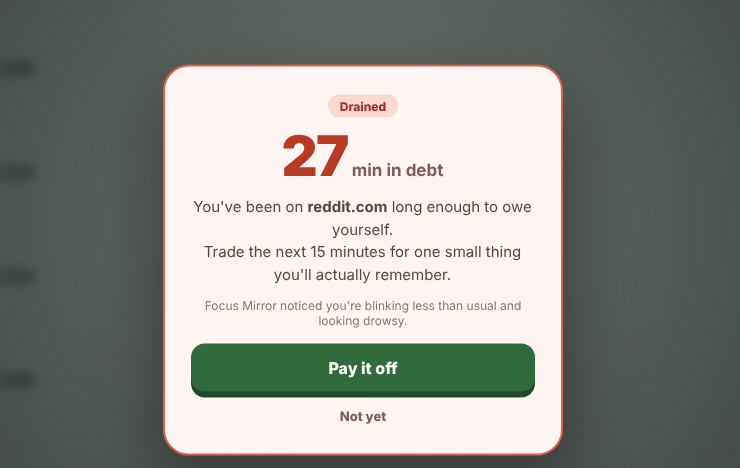 Drained
27 min in debt
You've been on reddit.com long enough to owe
yourself.
Trade the next 15 minutes for one small thing
you'll actually remember.
Focus Mirror noticed you're blinking less than usual and
looking drowsy.
Pay it off
Not yet